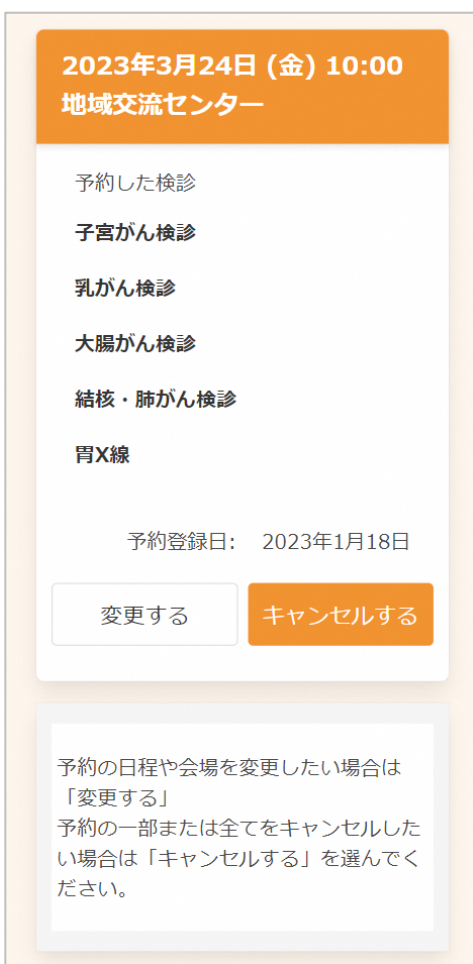 2023年3月24日 (金) 10:00
地域交流センター
予約した検診
子宮がん検診
乳がん検診
大腸がん検診
結核・肺がん検診
胃X線
予約登録日: 2023年1月18日
変更する キャンセルする
予約の日程や会場を変更したい場合は
「変更する」
予約の一部または全てをキャンセルした
い場合は「キャンセルする」を選んでく
ださい。